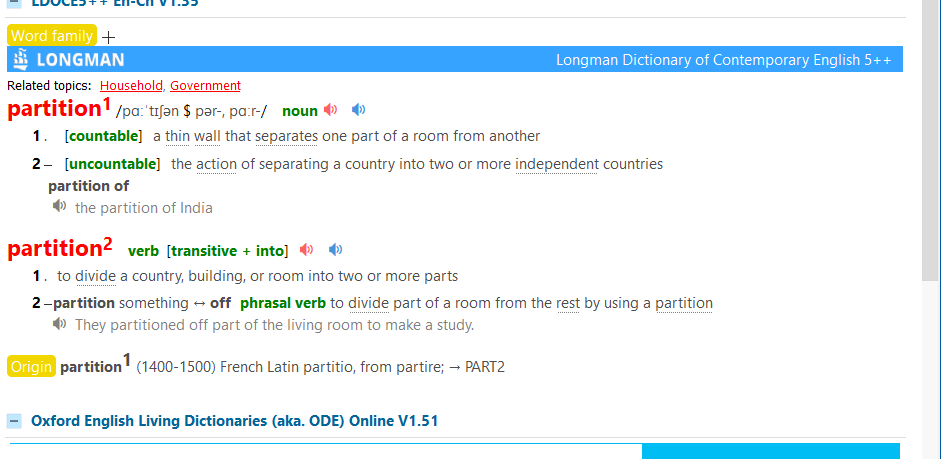 LDOCE5++ En-Cn V1.35
Word family +
LONGMAN Longman Dictionary of Contemporary English 5++
Related topics: Household, Government
partition1 /pɑːˈtɪʃən $ pər-, pɑːr-/ noun
1. [countable] a thin wall that separates one part of a room from another
2 – [uncountable] the action of separating a country into two or more independent countries
partition of
the partition of India
partition2 verb [transitive + into]
1. to divide a country, building, or room into two or more parts
2 –partition something ↔ off phrasal verb to divide part of a room from the rest by using a partition
They partitioned off part of the living room to make a study.
Origin partition1 (1400-1500) French Latin partitio, from partire; → PART2
Oxford English Living Dictionaries (aka. ODE) Online V1.51